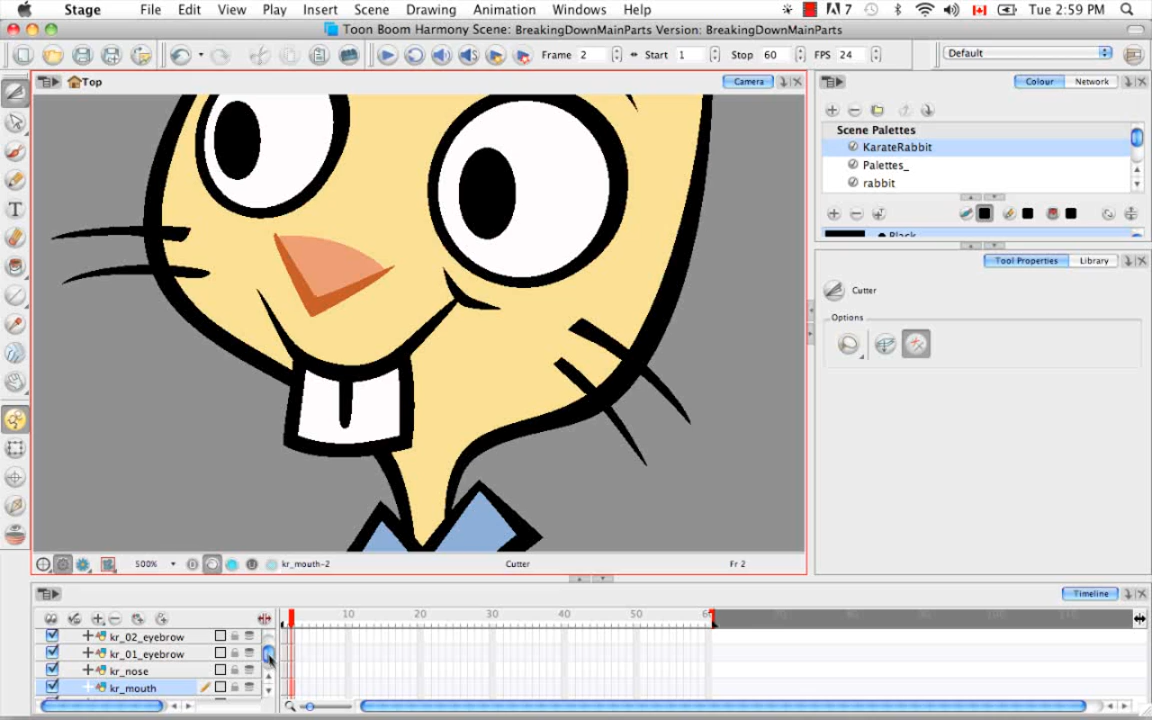 Stage File Edit View Play Insert Scene Drawing Animation Windows Help 7 Tue 2:59 PM
Toon Boom Harmony Scene: BreakingDownMainParts Version: BreakingDownMainParts
Frame 2 Start 1 Stop 60 FPS 24 Default
Top Camera
Colour Network
Scene Palettes
KarateRabbit
Palettes_
rabbit
Black
Tool Properties Library
Cutter
Options
500% kr_mouth-2 Cutter Fr 2
Timeline
10 20 30 40 50
kr_02_eyebrow
kr_01_eyebrow
kr_nose
kr_mouth